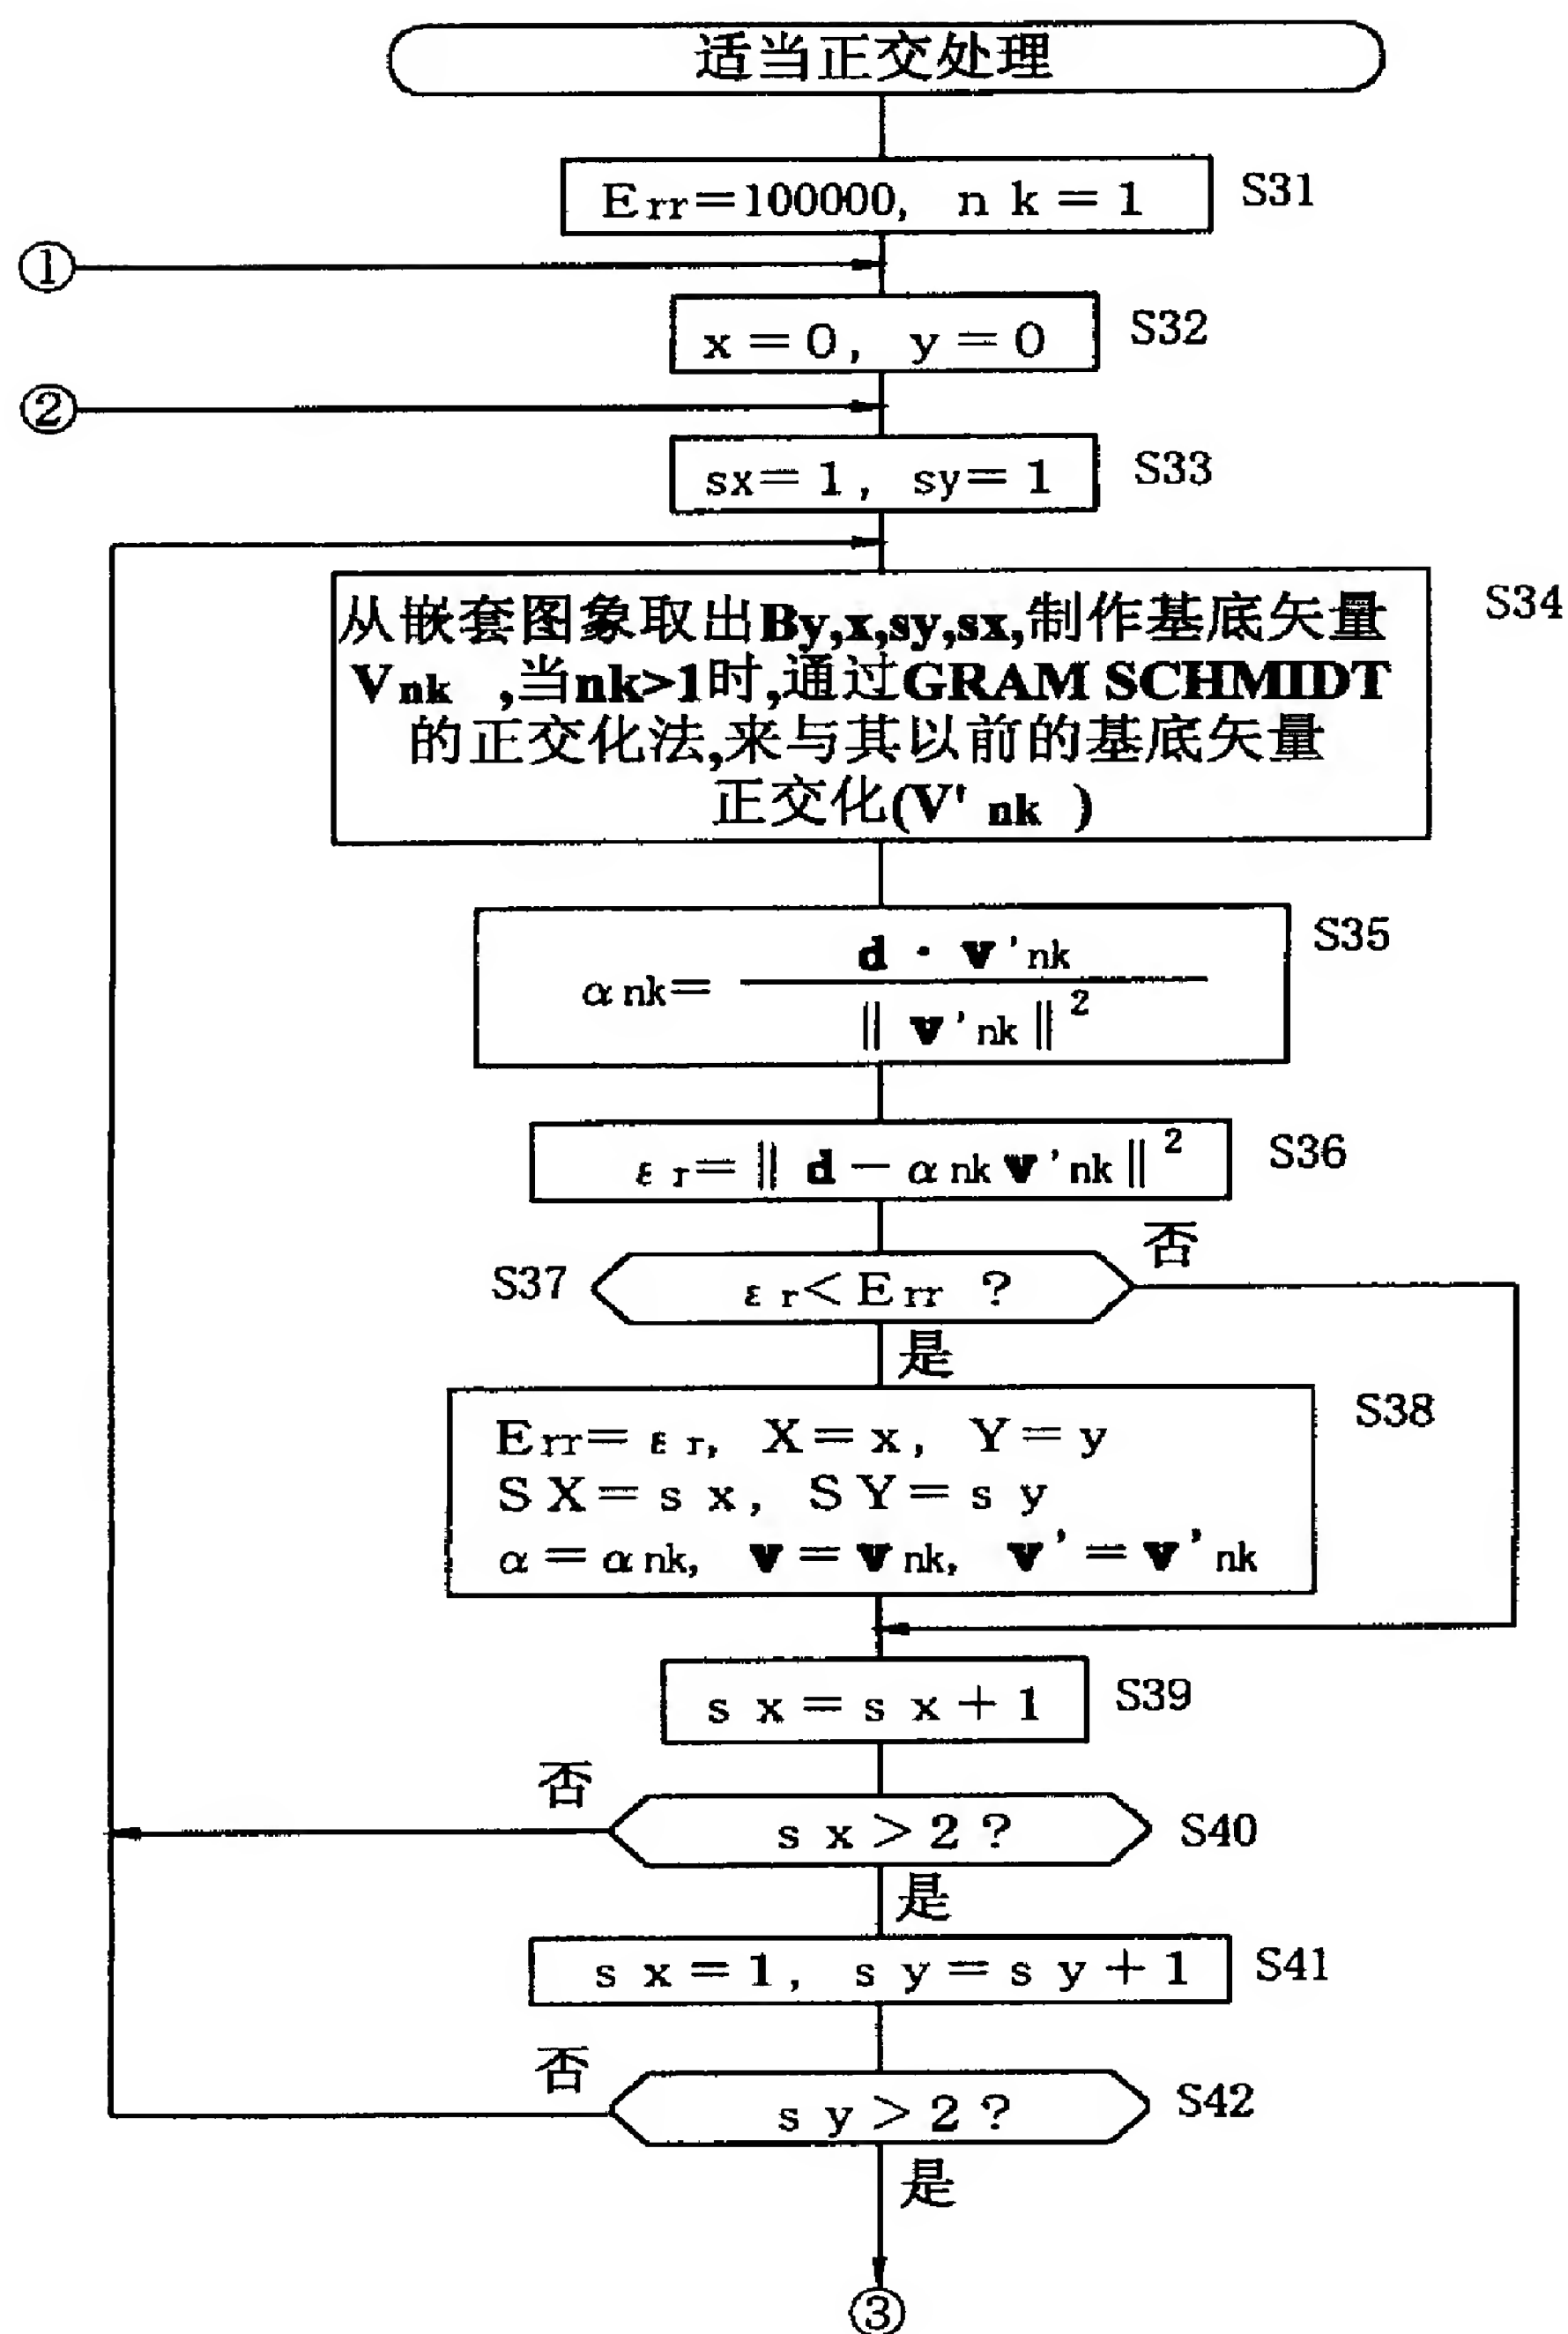 适当正交处理
Err=100000, nk=1 S31
①
x=0, y=0 S32
②
sx=1, sy=1 S33
从嵌套图象取出By,x,sy,sx,制作基底矢量 S34
Vnk ,当nk>1时,通过GRAM SCHMIDT
的正交化法,来与其以前的基底矢量
正交化(V'nk )
S35
d・v'nk
αnk=
‖v'nk‖²
εr=‖d-αnk v'nk‖² S36
否
S37 εr<Err ?
是
Err=εr, X=x, Y=y S38
SX=sx, SY=sy
α=αnk, v=vnk, v'=v'nk
sx=sx+1 S39
否
sx>2? S40
是
sx=1, sy=sy+1 S41
否
sy>2? S42
是
③